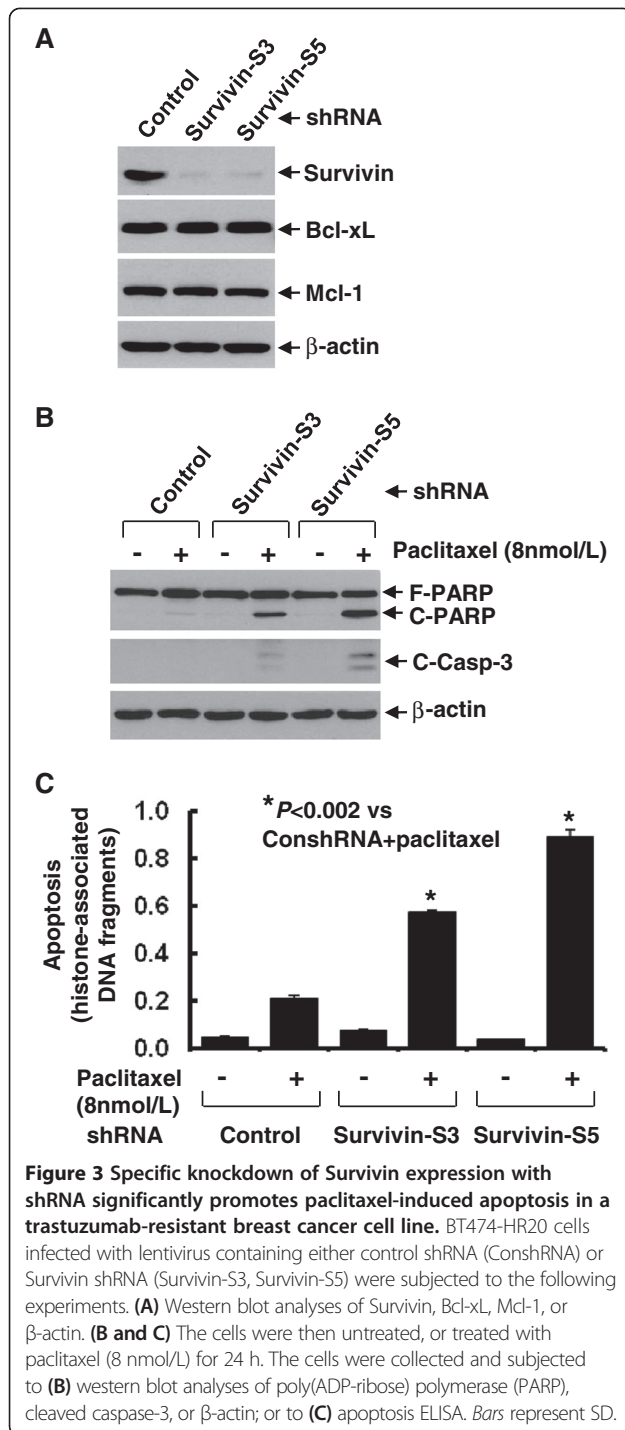 A
Control
Survivin-S3
Survivin-S5
shRNA
Survivin
Bcl-xL
Mcl-1
β-actin
B
Control
Survivin-S3
Survivin-S5
shRNA
- + - + - + Paclitaxel (8nmol/L)
F-PARP
C-PARP
C-Casp-3
β-actin
C
Apoptosis
(histone-associated
DNA fragments)
1.0
0.8
0.6
0.4
0.2
0.0
*P<0.002 vs
ConshRNA+paclitaxel
*
*
Paclitaxel - + - + - +
(8nmol/L)
shRNA Control Survivin-S3 Survivin-S5
Figure 3 Specific knockdown of Survivin expression with
shRNA significantly promotes paclitaxel-induced apoptosis in a
trastuzumab-resistant breast cancer cell line. BT474-HR20 cells
infected with lentivirus containing either control shRNA (ConshRNA) or
Survivin shRNA (Survivin-S3, Survivin-S5) were subjected to the following
experiments. (A) Western blot analyses of Survivin, Bcl-xL, Mcl-1, or
β-actin. (B and C) The cells were then untreated, or treated with
paclitaxel (8 nmol/L) for 24 h. The cells were collected and subjected
to (B) western blot analyses of poly(ADP-ribose) polymerase (PARP),
cleaved caspase-3, or β-actin; or to (C) apoptosis ELISA. Bars represent SD.